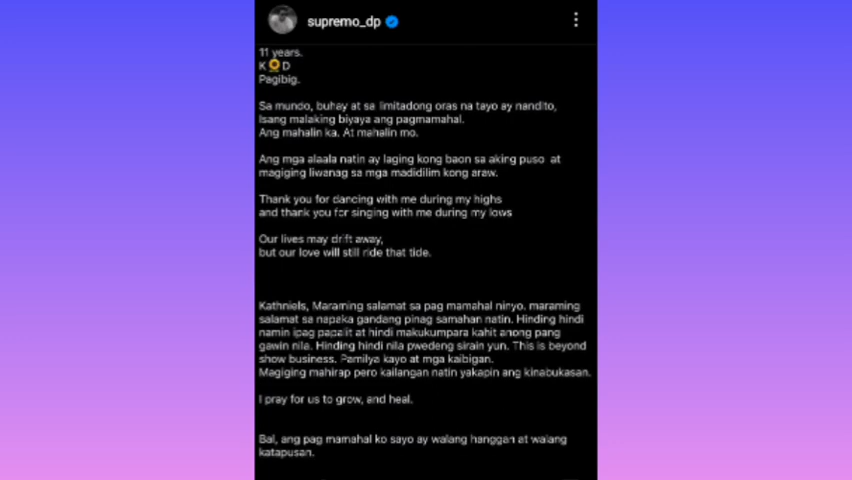 supremo_dp
11 years.
K🌻D
Pagibig.
Sa mundo, buhay at sa limitadong oras na tayo ay nandito,
Isang malaking biyaya ang pagmamahal.
Ang mahalin ka. At mahalin mo.
Ang mga alaala natin ay laging kong baon sa aking puso at
magiging liwanag sa mga madidilim kong araw.
Thank you for dancing with me during my highs
and thank you for singing with me during my lows
Our lives may drift away,
but our love will still ride that tide.
Kathniels, Maraming salamat sa pag mamahal ninyo. maraming
salamat sa napaka gandang pinag samahan natin. Hinding hindi
namin ipag papalit at hindi makukumpara kahit anong pang
gawin nila. Hinding hindi nila pwedeng sirain yun. This is beyond
show business. Pamilya kayo at mga kaibigan.
Magiging mahirap pero kailangan natin yakapin ang kinabukasan.
I pray for us to grow, and heal.
Bal, ang pag mamahal ko sayo ay walang hanggan at walang
katapusan.